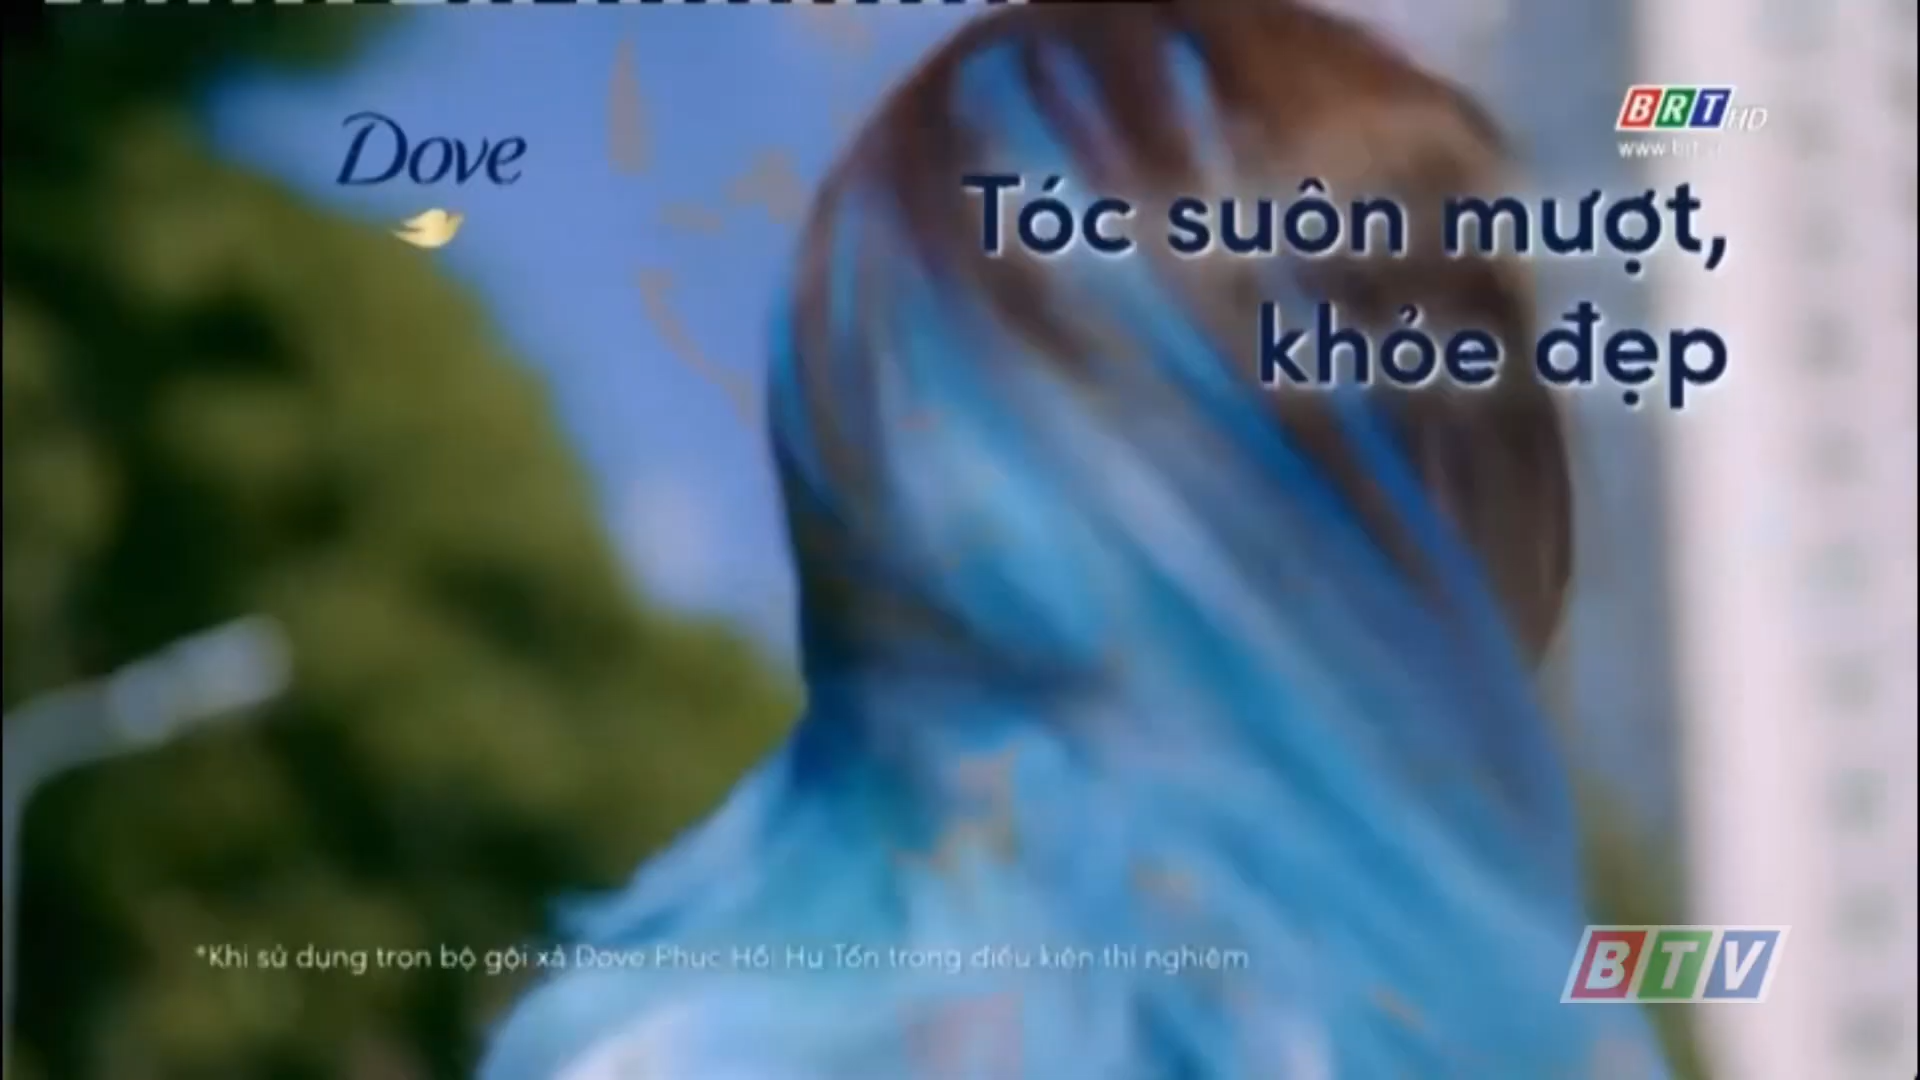 Dove
BRT HD
Tóc suôn mượt,
khỏe đẹp
*Khi sử dụng trọn bộ gội xả Dove Phục Hồi Hư Tổn trong điều kiện thí nghiệm
BTV